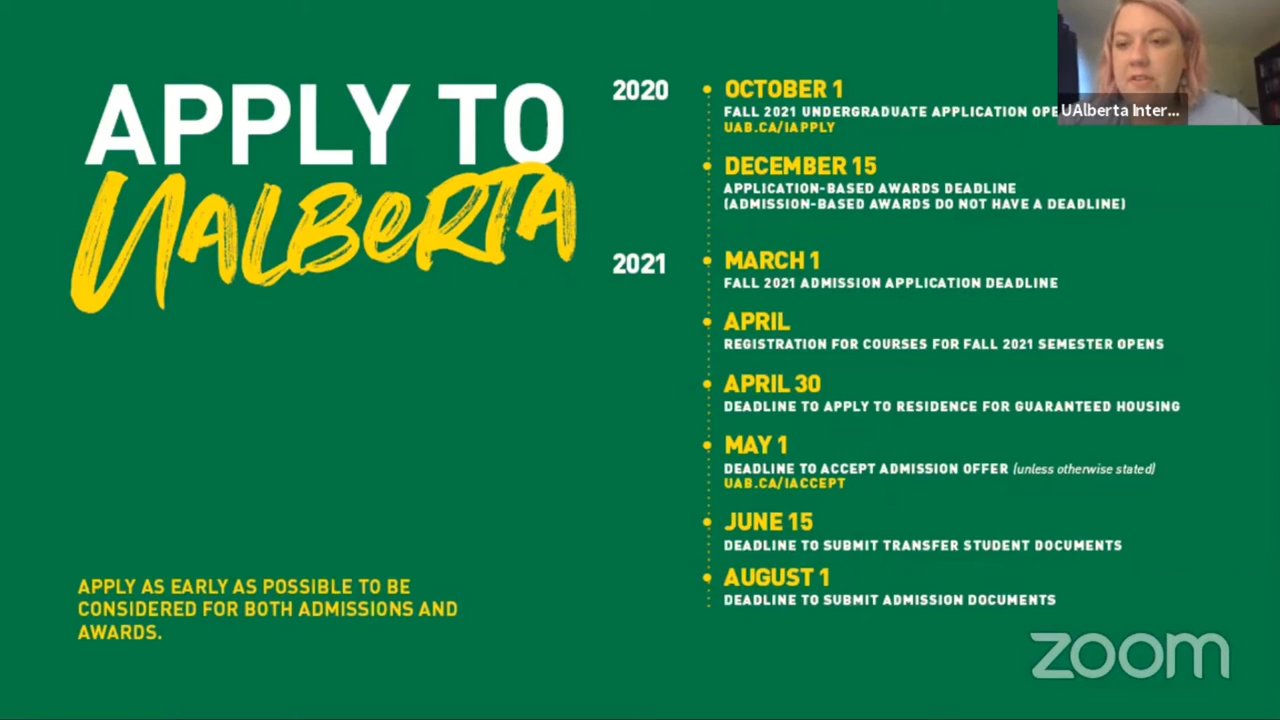 APPLY TO
UALBERTA
APPLY AS EARLY AS POSSIBLE TO BE
CONSIDERED FOR BOTH ADMISSIONS AND
AWARDS.
2020
OCTOBER 1
FALL 2021 UNDERGRADUATE APPLICATION OPE
UAB.CA/IAPPLY
DECEMBER 15
APPLICATION-BASED AWARDS DEADLINE
(ADMISSION-BASED AWARDS DO NOT HAVE A DEADLINE)
2021
MARCH 1
FALL 2021 ADMISSION APPLICATION DEADLINE
APRIL
REGISTRATION FOR COURSES FOR FALL 2021 SEMESTER OPENS
APRIL 30
DEADLINE TO APPLY TO RESIDENCE FOR GUARANTEED HOUSING
MAY 1
DEADLINE TO ACCEPT ADMISSION OFFER (unless otherwise stated)
UAB.CA/IACCEPT
JUNE 15
DEADLINE TO SUBMIT TRANSFER STUDENT DOCUMENTS
AUGUST 1
DEADLINE TO SUBMIT ADMISSION DOCUMENTS
UAlberta Inter...
zoom